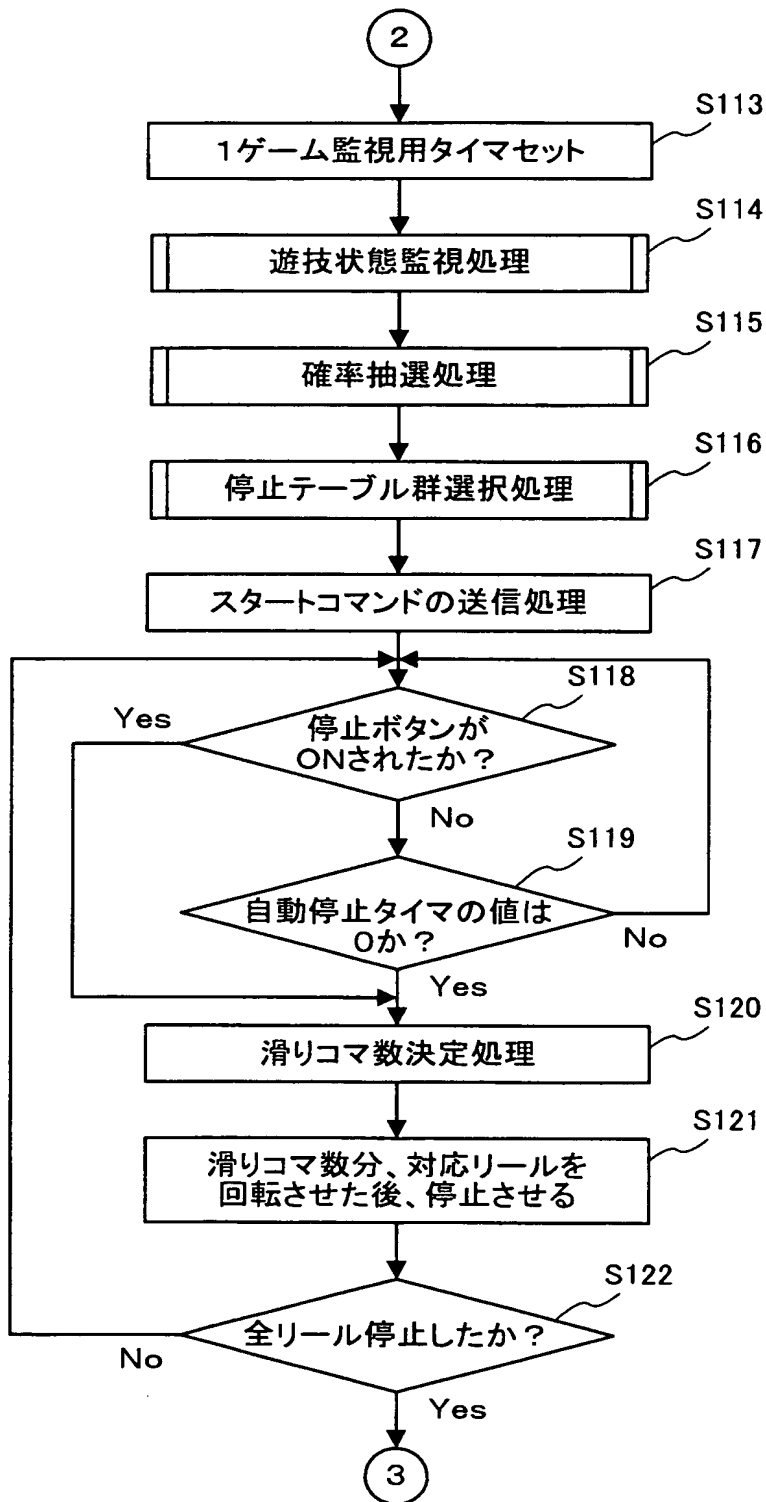 2
S113
1ゲーム監視用タイマセット
S114
遊技状態監視処理
S115
確率抽選処理
S116
停止テーブル群選択処理
S117
スタートコマンドの送信処理
S118
停止ボタンが
ONされたか？
Yes
No
S119
自動停止タイマの値は
0か？
No
Yes
S120
滑りコマ数決定処理
S121
滑りコマ数分、対応リールを
回転させた後、停止させる
S122
全リール停止したか？
No
Yes
3